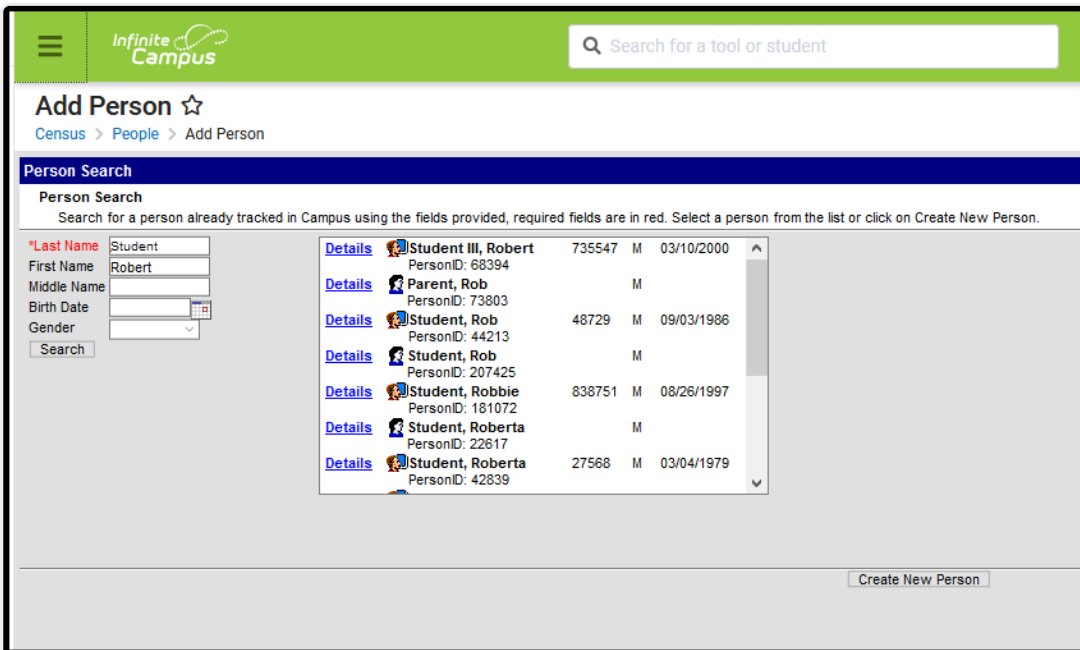 Infinite
Campus
Search for a tool or student
Add Person
Census > People > Add Person
Person Search
Person Search
Search for a person already tracked in Campus using the fields provided, required fields are in red. Select a person from the list or click on Create New Person.
*Last Name Student
First Name Robert
Middle Name
Birth Date
Gender
Search
Details Student III, Robert 735547 M 03/10/2000
PersonID: 68394
Details Parent, Rob M
PersonID: 73803
Details Student, Rob 48729 M 09/03/1986
PersonID: 44213
Details Student, Rob M
PersonID: 207425
Details Student, Robbie 838751 M 08/26/1997
PersonID: 181072
Details Student, Roberta M
PersonID: 22617
Details Student, Roberta 27568 M 03/04/1979
PersonID: 42839
Create New Person